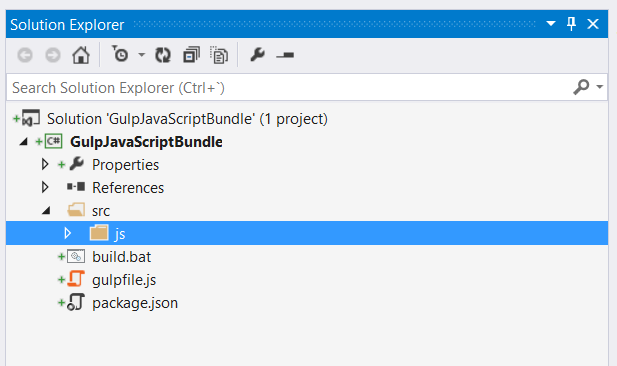 Solution Explorer
Search Solution Explorer (Ctrl+`)
Solution 'GulpJavaScriptBundle' (1 project)
C# GulpJavaScriptBundle
Properties
References
src
js
build.bat
gulpfile.js
package.json